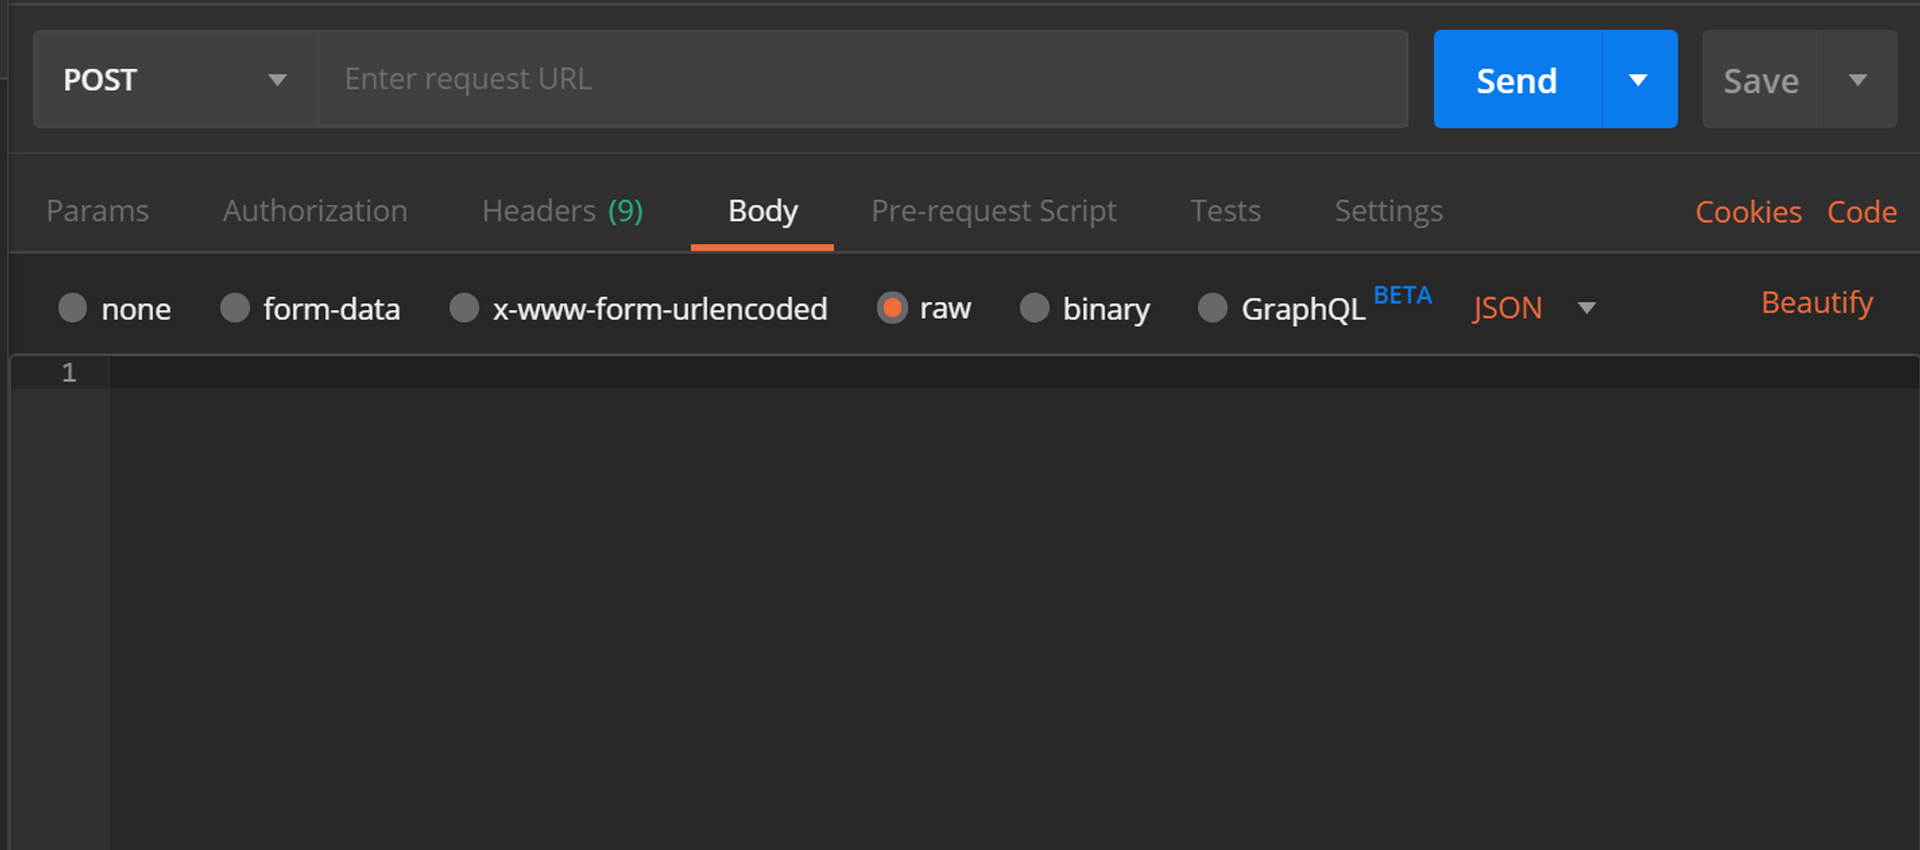 POST Enter request URL Send Save
Params Authorization Headers (9) Body Pre-request Script Tests Settings Cookies Code
none form-data x-www-form-urlencoded raw binary GraphQL BETA JSON Beautify
1